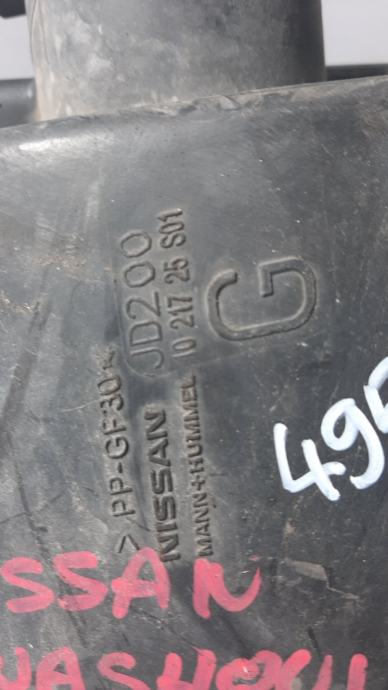 >PP-GF30<
NISSAN JD200
MANN+HUMMEL 10 217 25 S01
G
495
SSAN